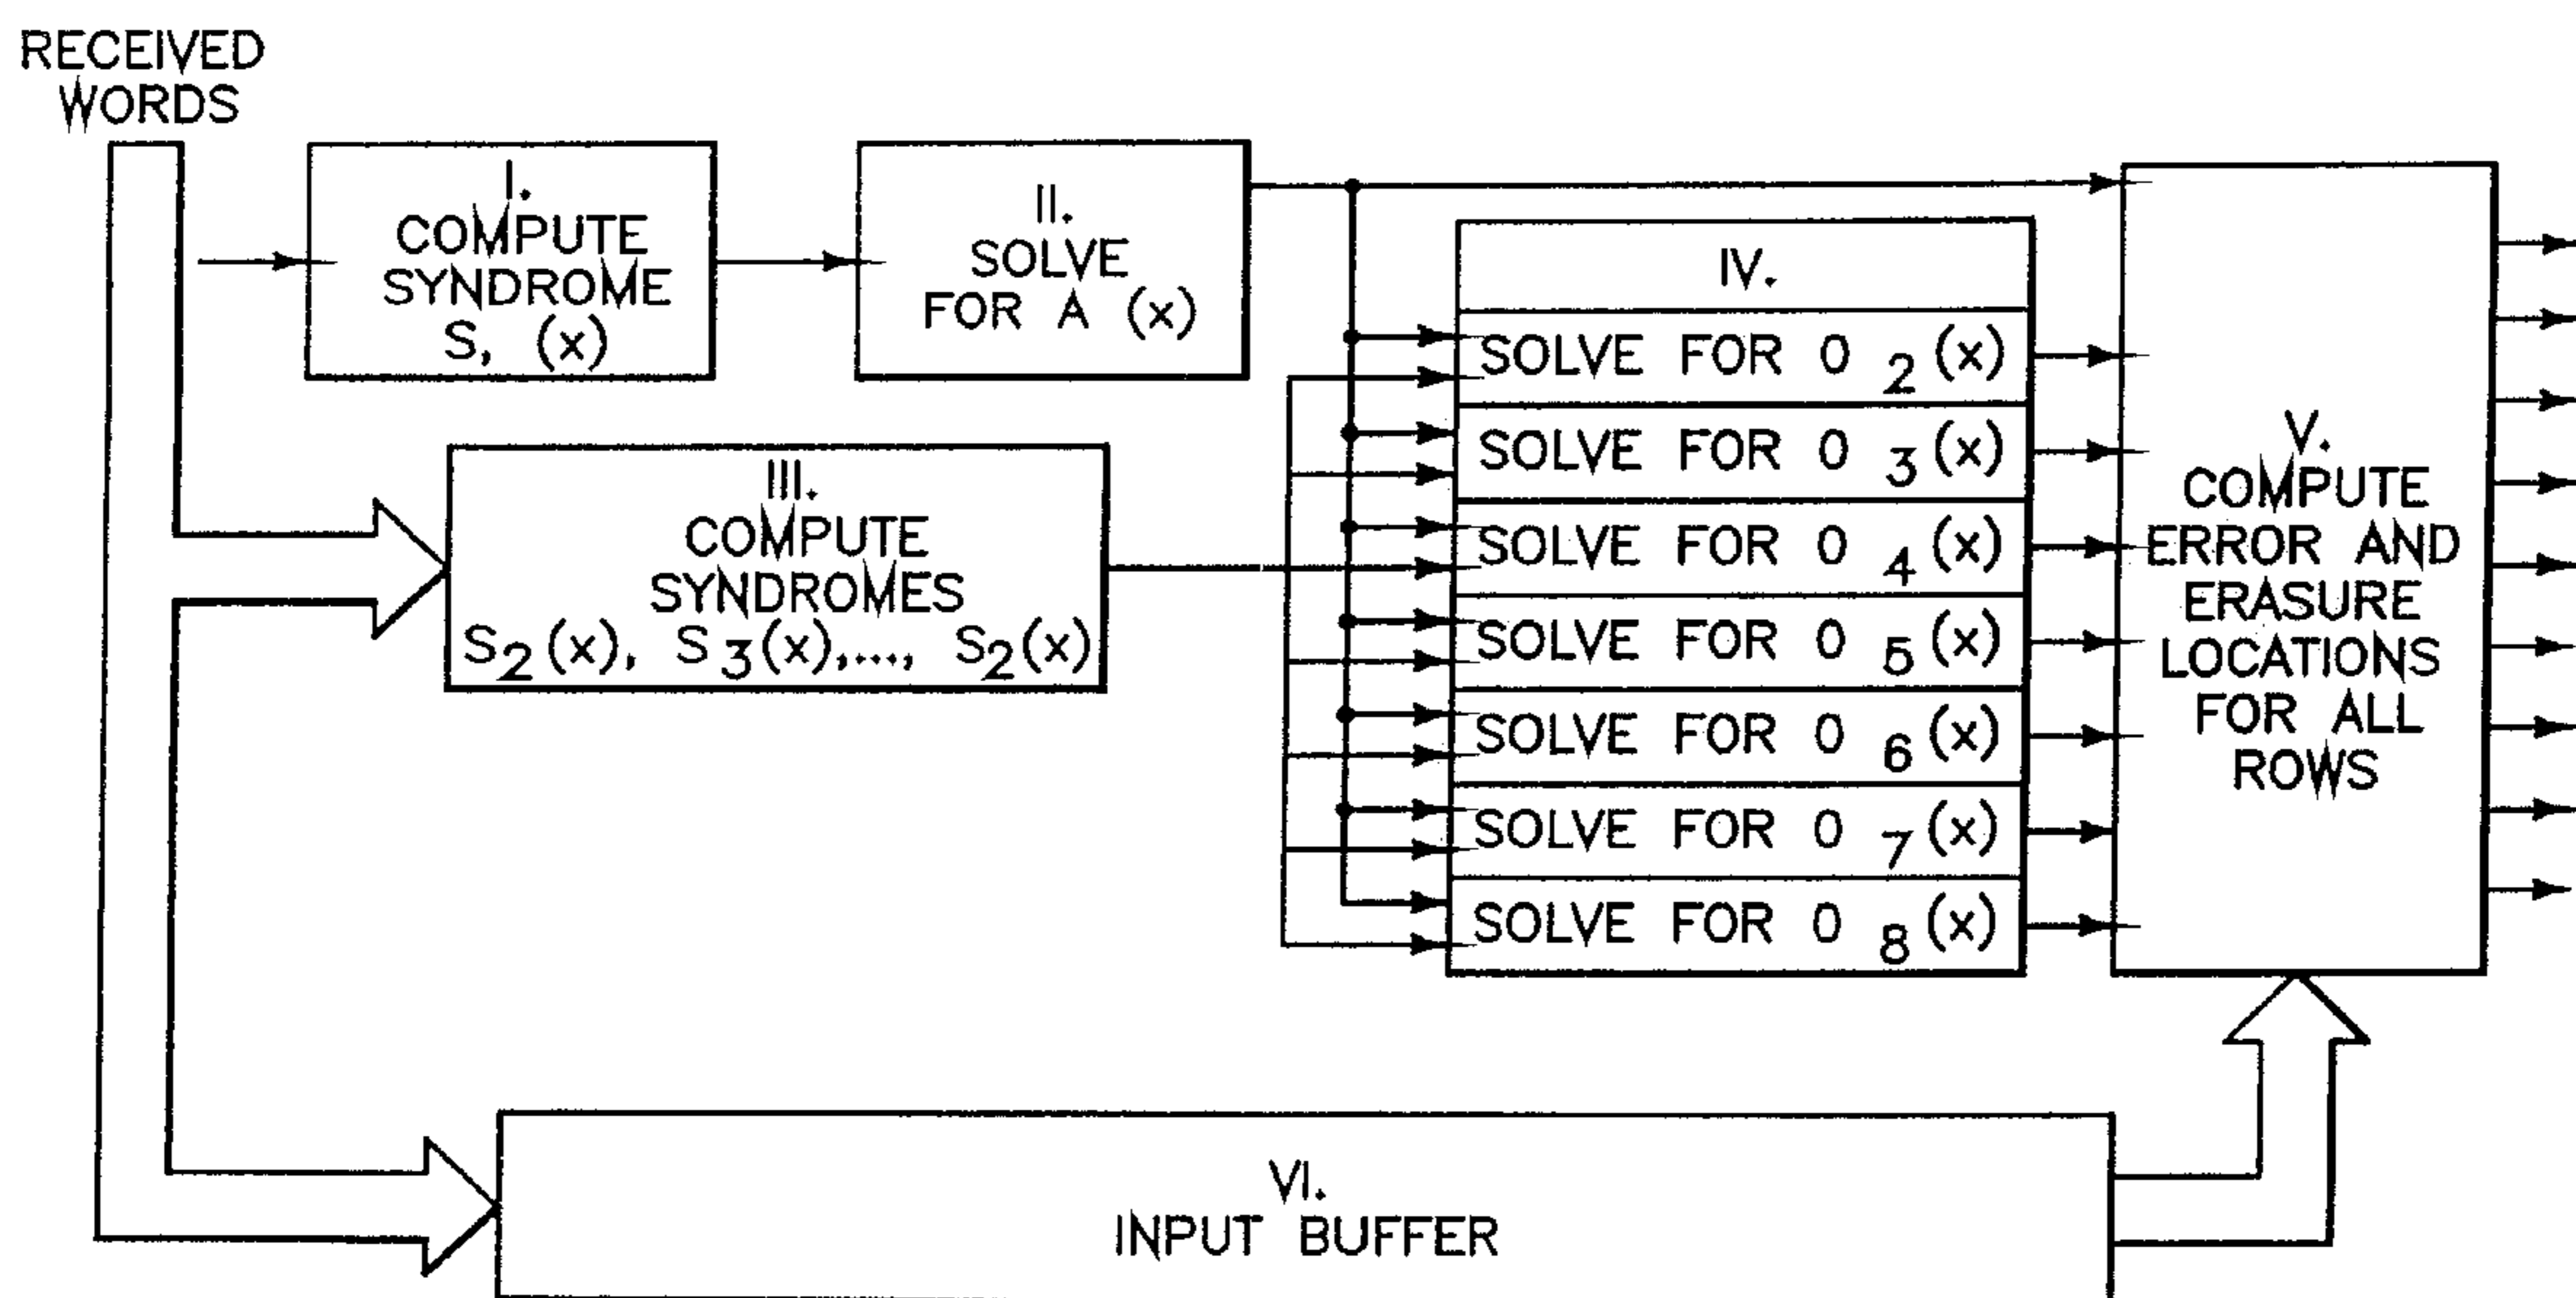 RECEIVED
WORDS
I.
COMPUTE
SYNDROME
S, (x)
II.
SOLVE
FOR A (x)
III.
COMPUTE
SYNDROMES
S2(x), S3(x),..., S2(x)
IV.
SOLVE FOR 0 2 (x)
SOLVE FOR 0 3 (x)
SOLVE FOR 0 4 (x)
SOLVE FOR 0 5 (x)
SOLVE FOR 0 6 (x)
SOLVE FOR 0 7 (x)
SOLVE FOR 0 8 (x)
V.
COMPUTE
ERROR AND
ERASURE
LOCATIONS
FOR ALL
ROWS
VI.
INPUT BUFFER